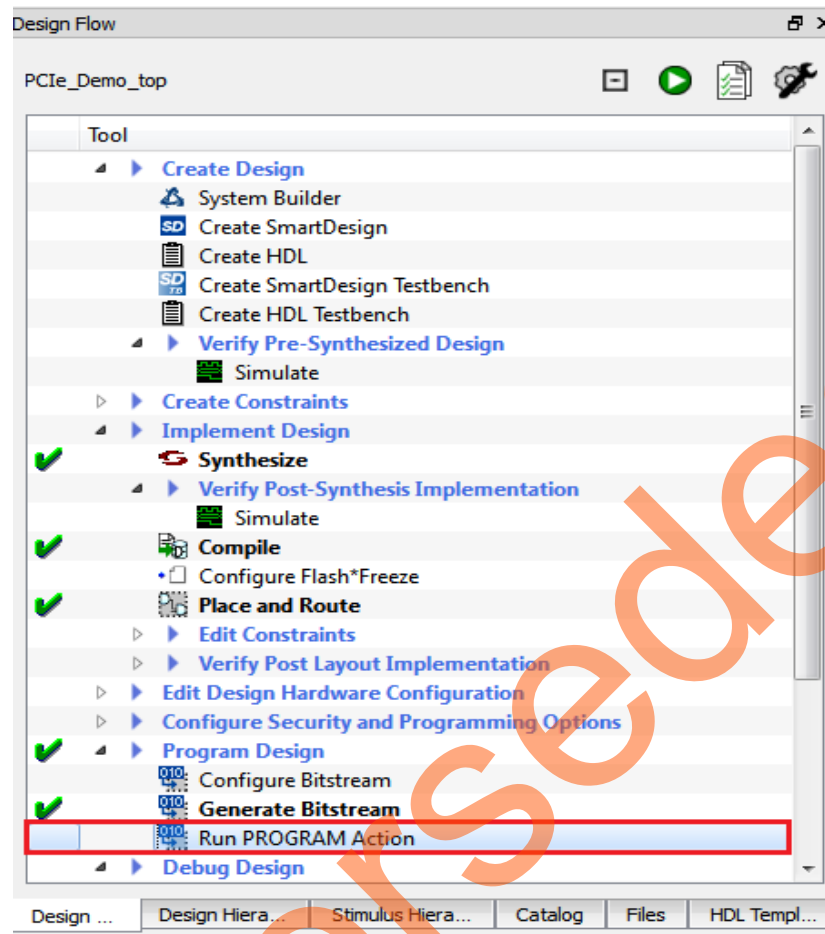 Design Flow
PCIe_Demo_top
Tool
Create Design
System Builder
SD Create SmartDesign
Create HDL
SD TB Create SmartDesign Testbench
Create HDL Testbench
Verify Pre-Synthesized Design
Simulate
Create Constraints
Implement Design
Synthesize
Verify Post-Synthesis Implementation
Simulate
Compile
Configure Flash*Freeze
Place and Route
Edit Constraints
Verify Post Layout Implementation
Edit Design Hardware Configuration
Configure Security and Programming Options
Program Design
Configure Bitstream
Generate Bitstream
Run PROGRAM Action
Debug Design
Design ... Design Hiera... Stimulus Hiera... Catalog Files HDL Templ...